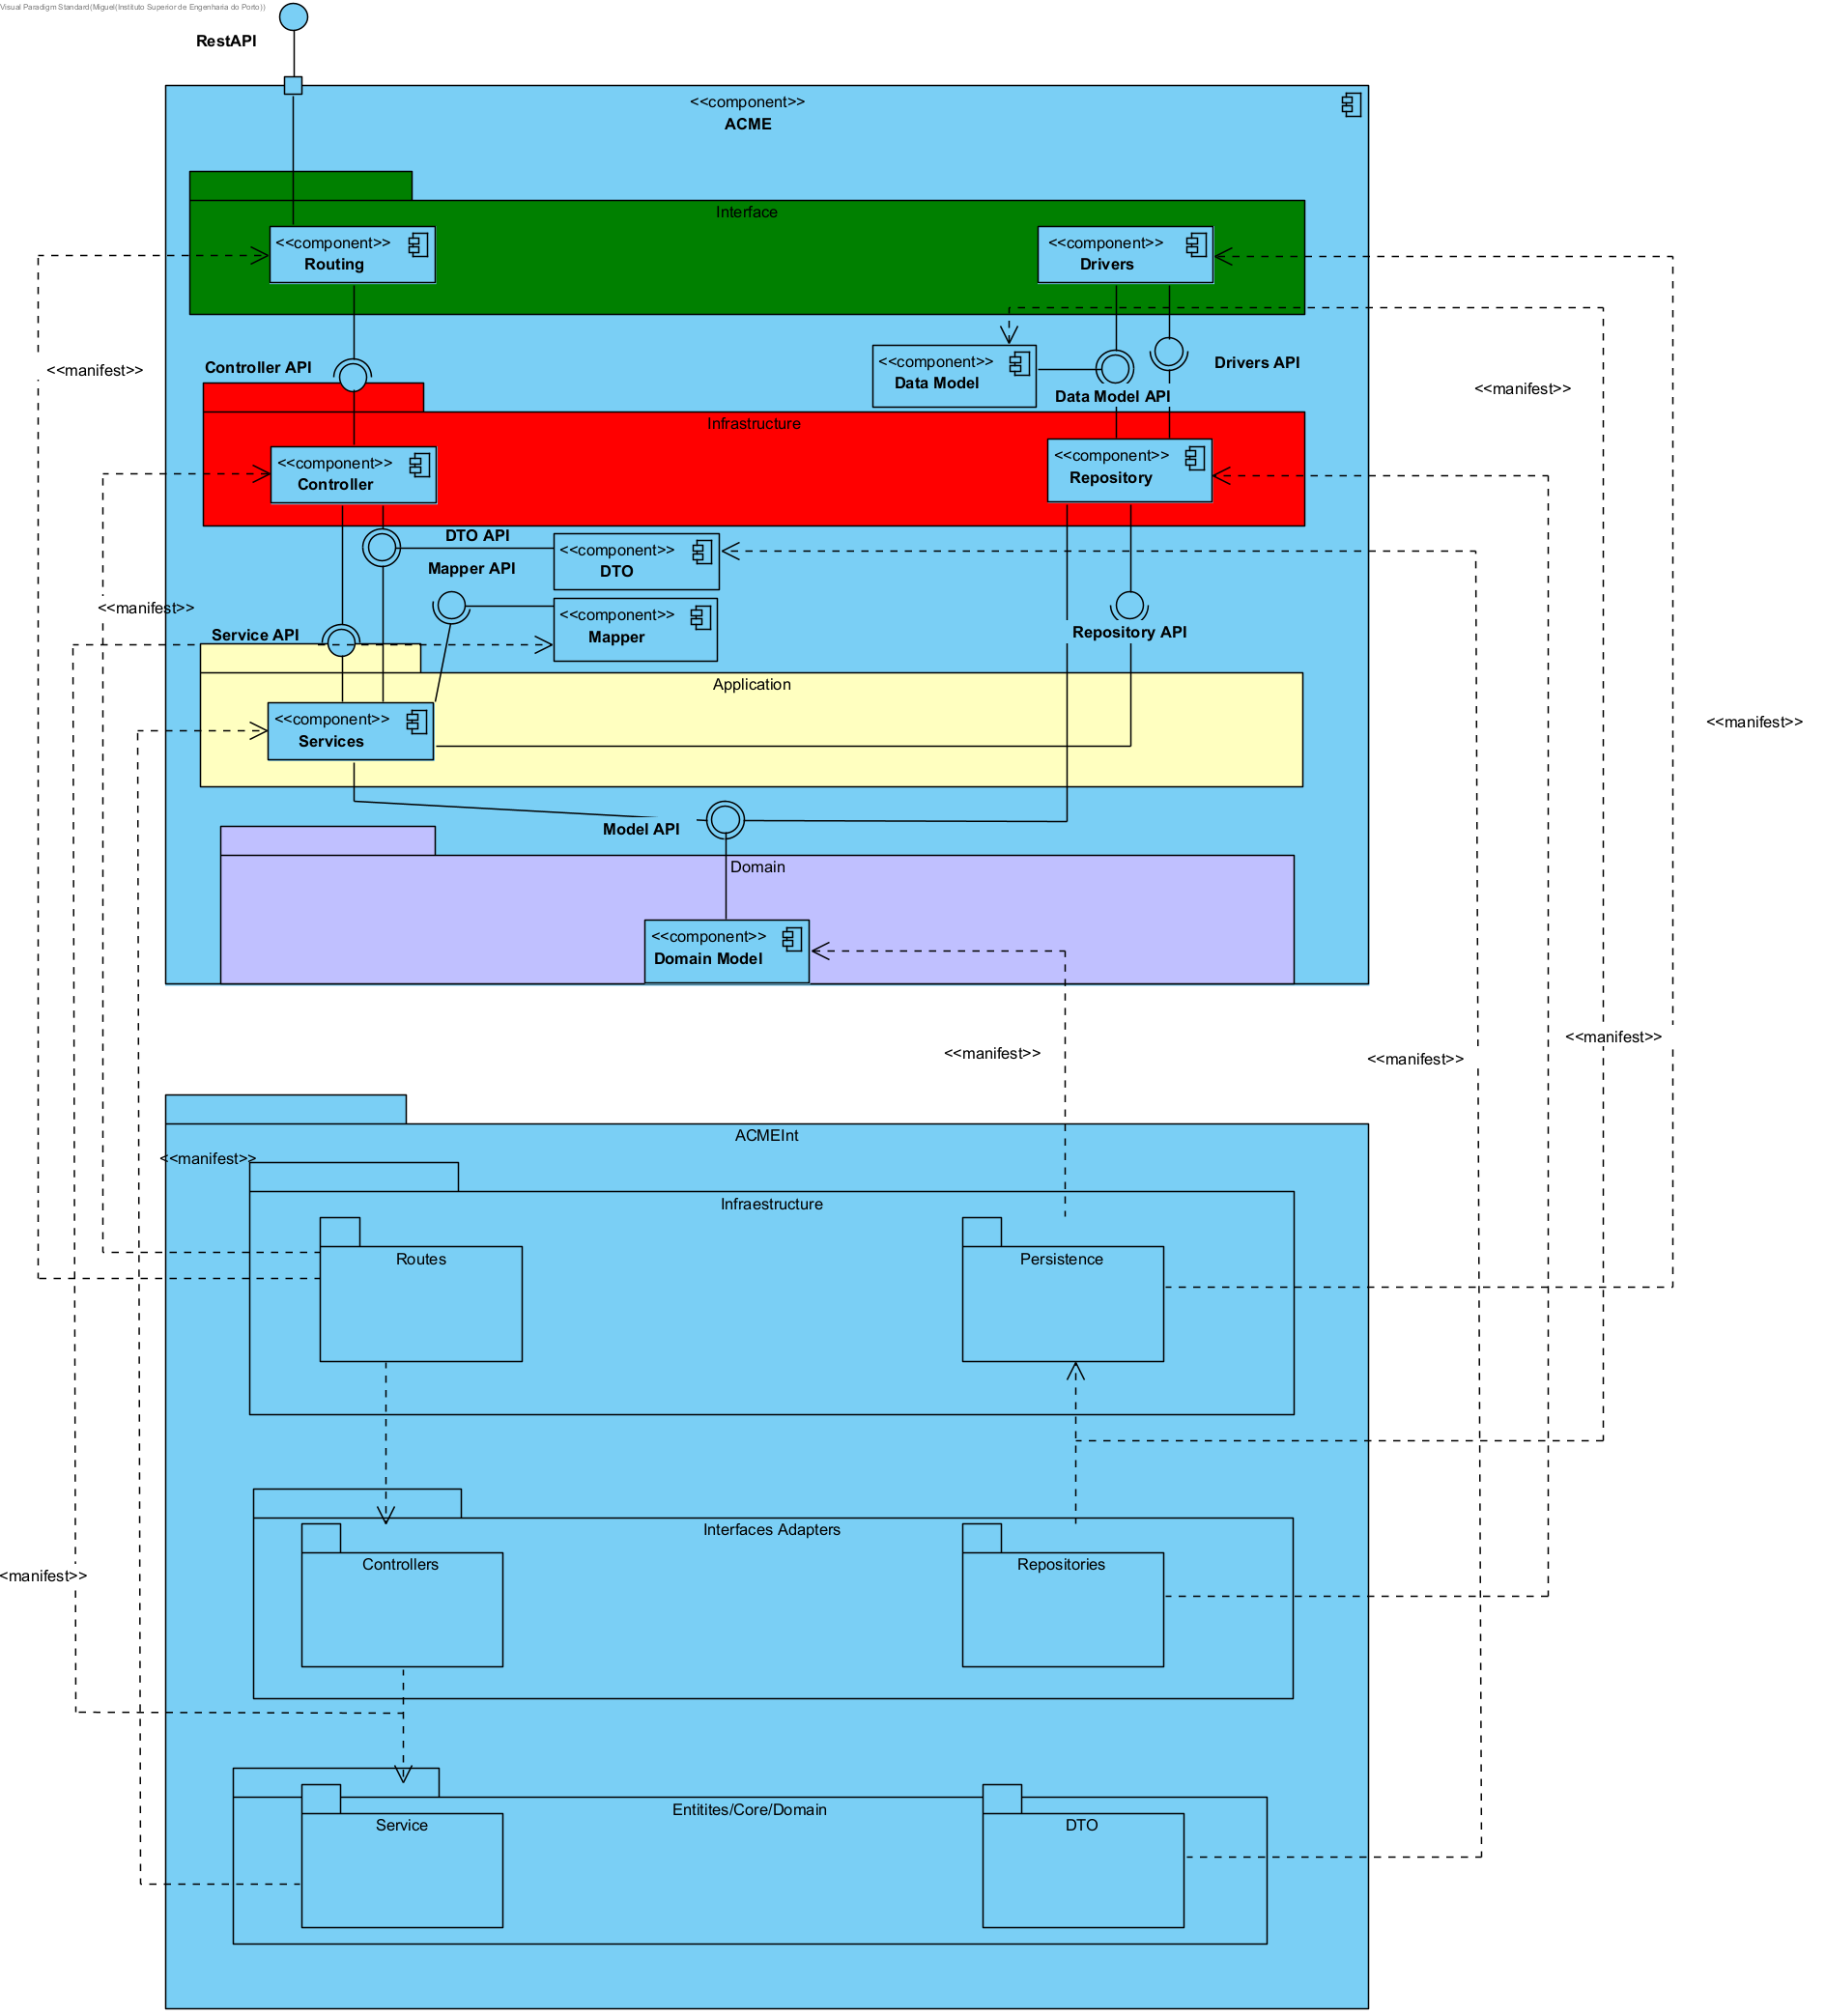 Visual Paradigm Standard(Miguel(Instituto Superior de Engenharia do Porto))
RestAPI
<<component>>
ACME
Interface
<<component>>
Routing
<<component>>
Drivers
<<manifest>>
Controller API
<<component>>
Data Model
Drivers API
<<manifest>>
Data Model API
Infrastructure
<<component>>
Controller
<<component>>
Repository
DTO API
<<component>>
DTO
Mapper API
<<manifest>>
<<component>>
Mapper
Service API
Repository API
Application
<<component>>
Services
<<manifest>>
Model API
Domain
<<component>>
Domain Model
<<manifest>>
<<manifest>>
<<manifest>>
ACMEInt
<<manifest>>
Infraestructure
Routes
Persistence
Interfaces Adapters
Controllers
Repositories
<manifest>>
Entitites/Core/Domain
Service
DTO